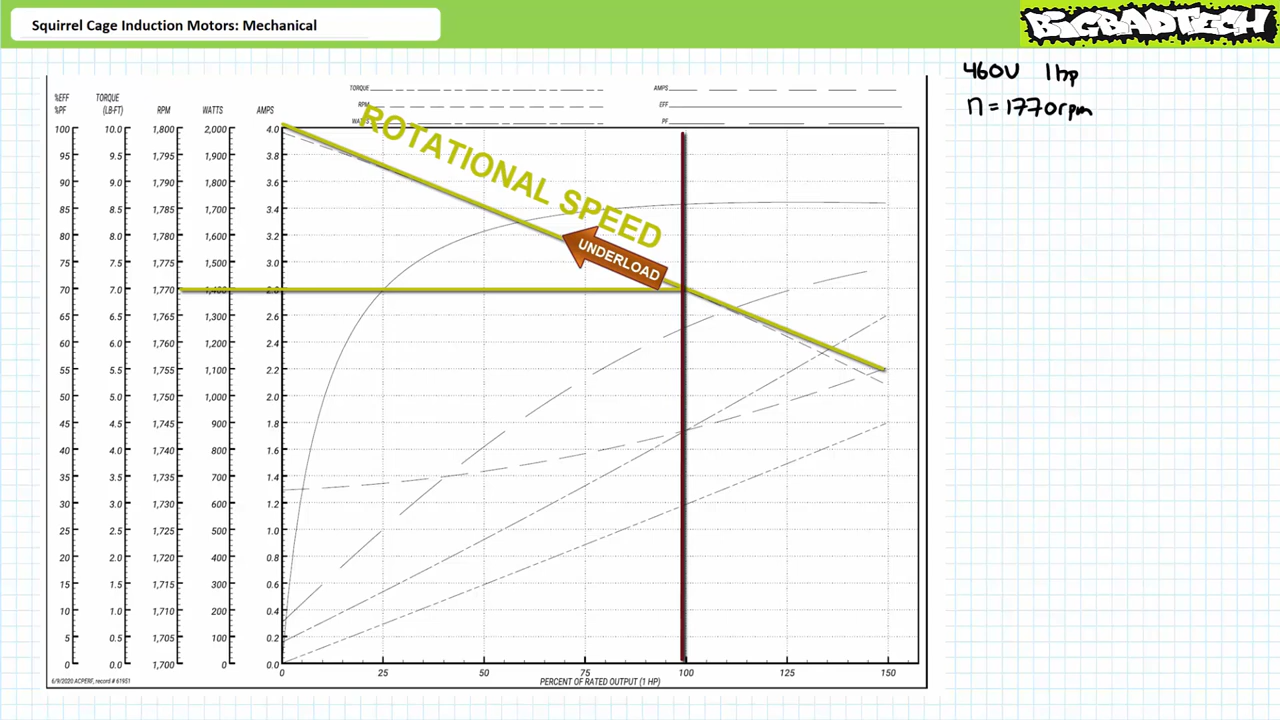 Squirrel Cage Induction Motors: Mechanical
BIGBADTECH
460V 1hp
n = 1770rpm
TORQUE
RPM
WATTS
AMPS
EFF
PF
%EFF
%PF
TORQUE
(LB-FT)
RPM
WATTS
AMPS
100 10.0 1,800 2,000 4.0
95 9.5 1,795 1,900 3.8
90 9.0 1,790 1,800 3.6
85 8.5 1,785 1,700 3.4
80 8.0 1,780 1,600 3.2
75 7.5 1,775 1,500 3.0
70 7.0 1,770 1,400 2.8
65 6.5 1,765 1,300 2.6
60 6.0 1,760 1,200 2.4
55 5.5 1,755 1,100 2.2
50 5.0 1,750 1,000 2.0
45 4.5 1,745 900 1.8
40 4.0 1,740 800 1.6
35 3.5 1,735 700 1.4
30 3.0 1,730 600 1.2
25 2.5 1,725 500 1.0
20 2.0 1,720 400 0.8
15 1.5 1,715 300 0.6
10 1.0 1,710 200 0.4
5 0.5 1,705 100 0.2
0 0.0 1,700 0 0.0
ROTATIONAL SPEED
UNDERLOAD
0 25 50 75 100 125 150
PERCENT OF RATED OUTPUT (1 HP)
6/9/2020 ACPERF, record # 61951